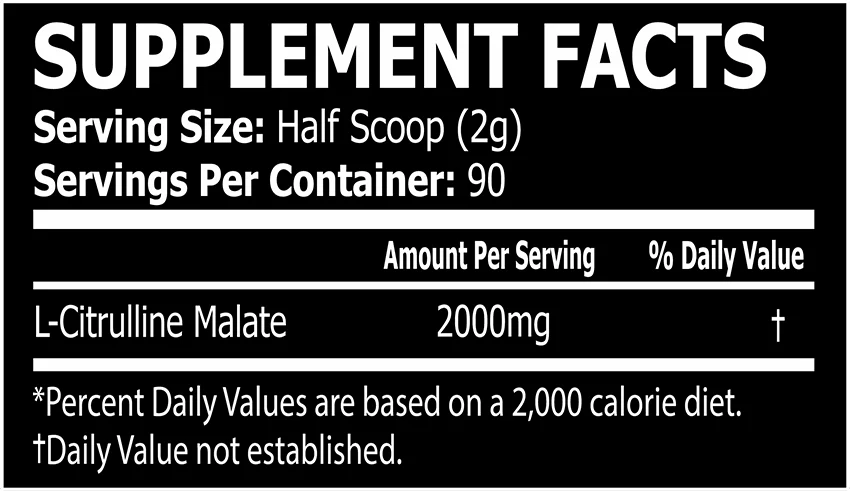 SUPPLEMENT FACTS
Serving Size: Half Scoop (2g)
Servings Per Container: 90
Amount Per Serving % Daily Value
L-Citrulline Malate 2000mg †
*Percent Daily Values are based on a 2,000 calorie diet.
†Daily Value not established.